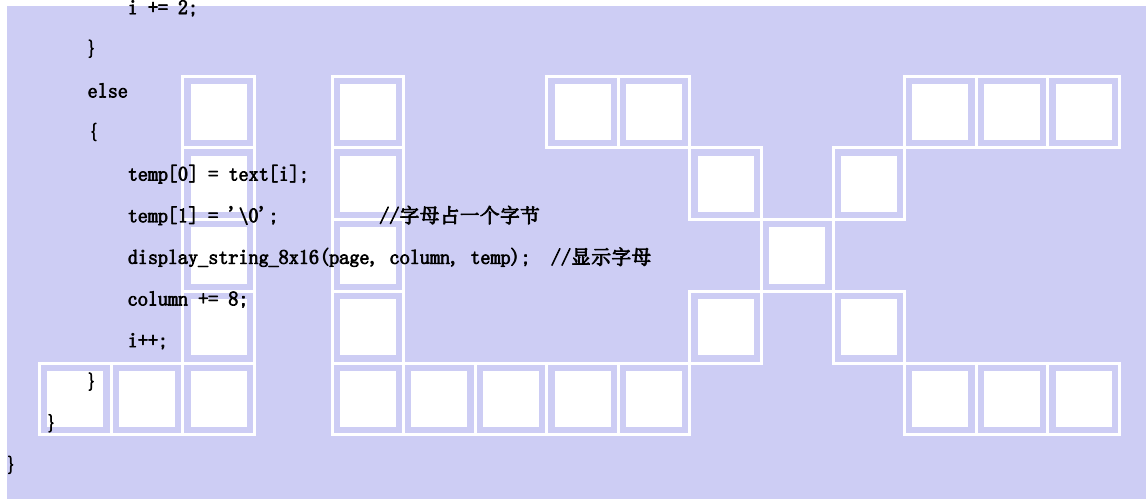 i += 2;
}
else
{
temp[0] = text[i];
temp[1] = '\0'; //字母占一个字节
display_string_8x16(page, column, temp); //显示字母
column += 8;
i++;
}
}
}